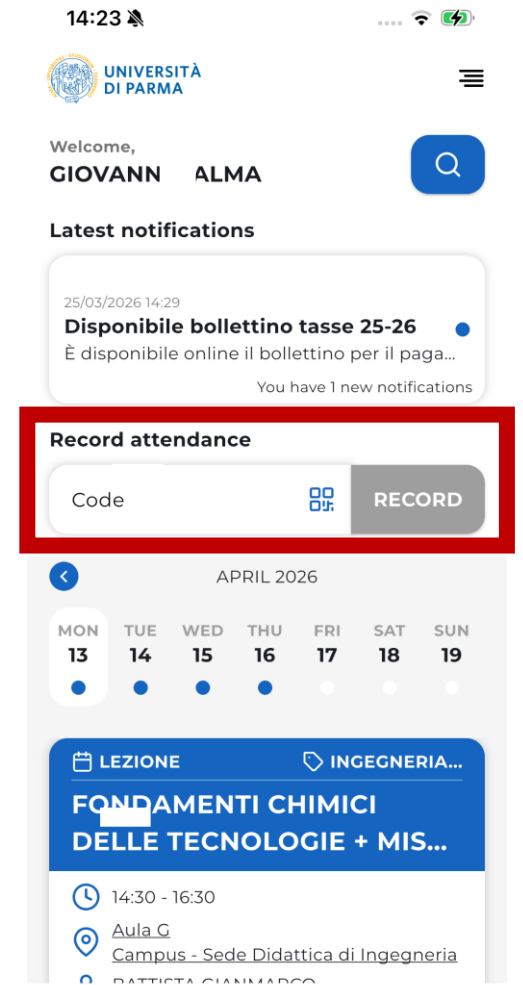 14:23
UNIVERSITÀ
DI PARMA
Welcome,
GIOVANN ALMA
Latest notifications
25/03/2026 14:29
Disponibile bollettino tasse 25-26
È disponibile online il bollettino per il paga...
You have 1 new notifications
Record attendance
Code
RECORD
APRIL 2026
MON TUE WED THU FRI SAT SUN
13 14 15 16 17 18 19
LEZIONE INGEGNERIA...
FONDAMENTI CHIMICI
DELLE TECNOLOGIE + MIS...
14:30 - 16:30
Aula G
Campus - Sede Didattica di Ingegneria
BATTISTA GIANMARCO